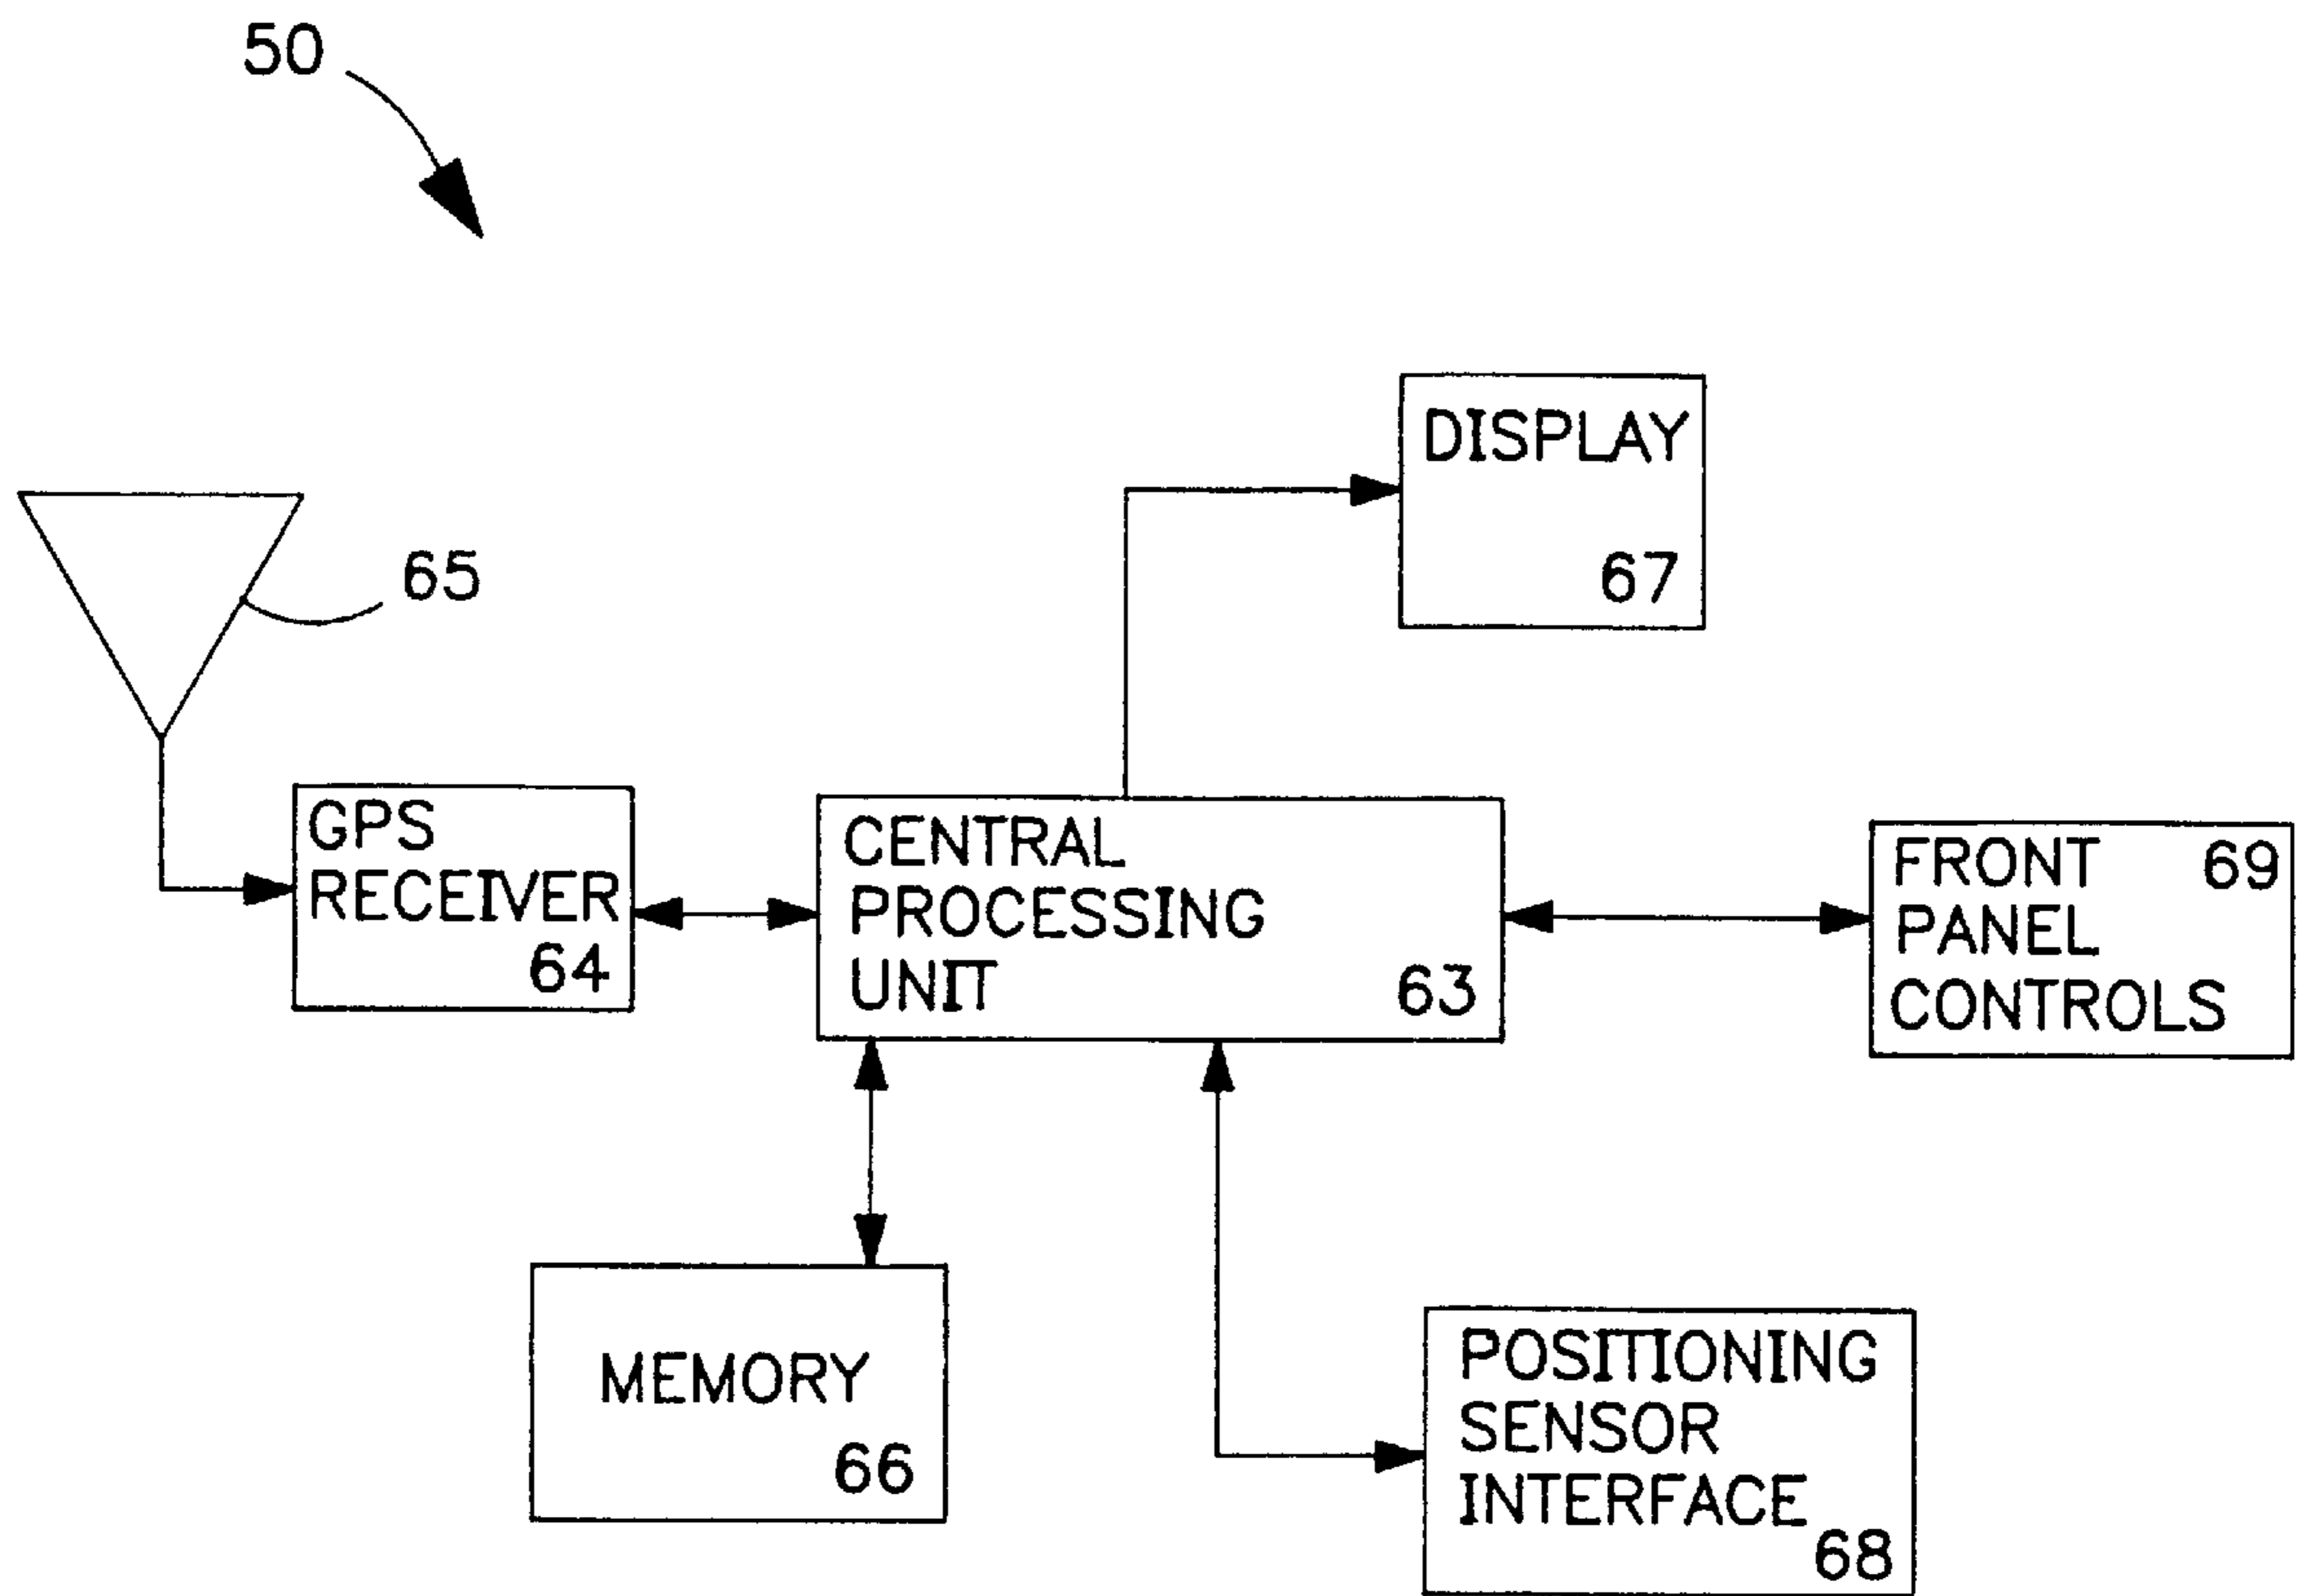 50
DISPLAY
67
65
GPS
RECEIVER
64
CENTRAL
PROCESSING
UNIT
63
FRONT 69
PANEL
CONTROLS
MEMORY
66
POSITIONING
SENSOR
INTERFACE
68